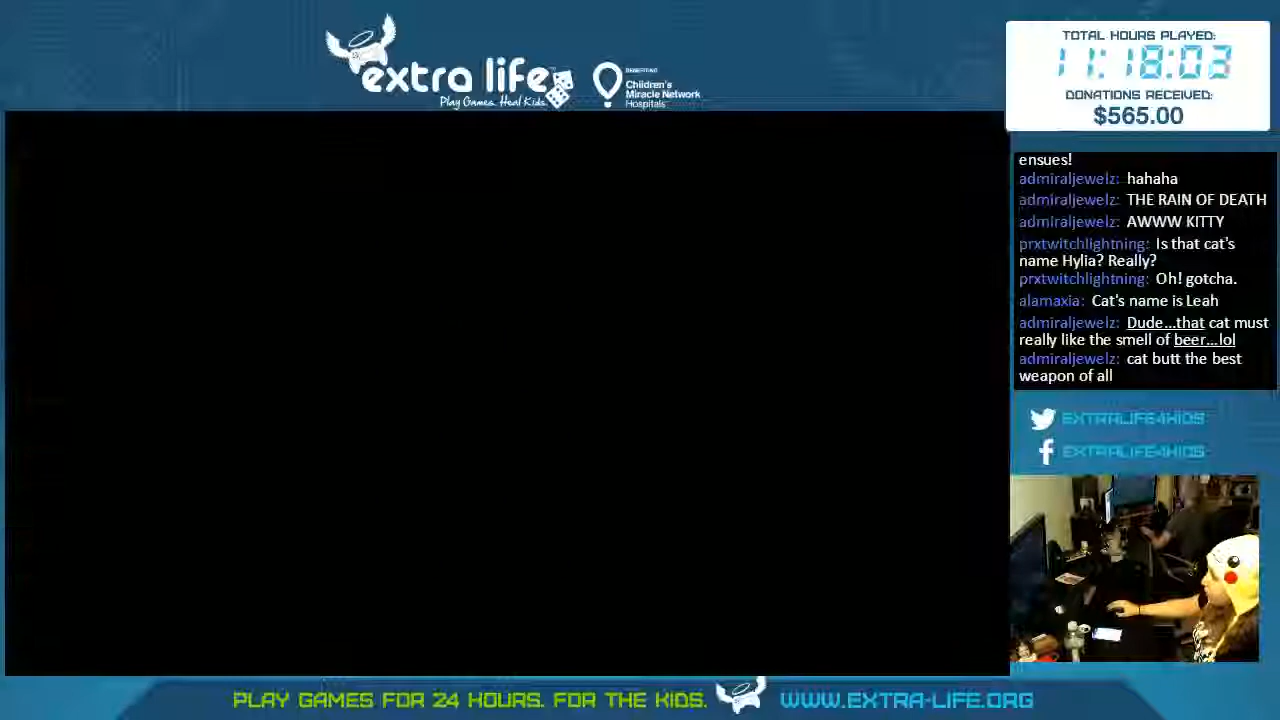 extra life
Play Games. Heal Kids.
BENEFITING
Children's
Miracle Network
Hospitals
TOTAL HOURS PLAYED:
11:18:03
DONATIONS RECEIVED:
$565.00
ensues!
admiraljewelz: hahaha
admiraljewelz: THE RAIN OF DEATH
admiraljewelz: AWWW KITTY
prxtwitchlightning: Is that cat's
name Hylia? Really?
prxtwitchlightning: Oh! gotcha.
alamaxia: Cat's name is Leah
admiraljewelz: Dude...that cat must
really like the smell of beer...lol
admiraljewelz: cat butt the best
weapon of all
EXTRALIFE4KIDS
EXTRALIFE4KIDS
PLAY GAMES FOR 24 HOURS. FOR THE KIDS.
WWW.EXTRA-LIFE.ORG